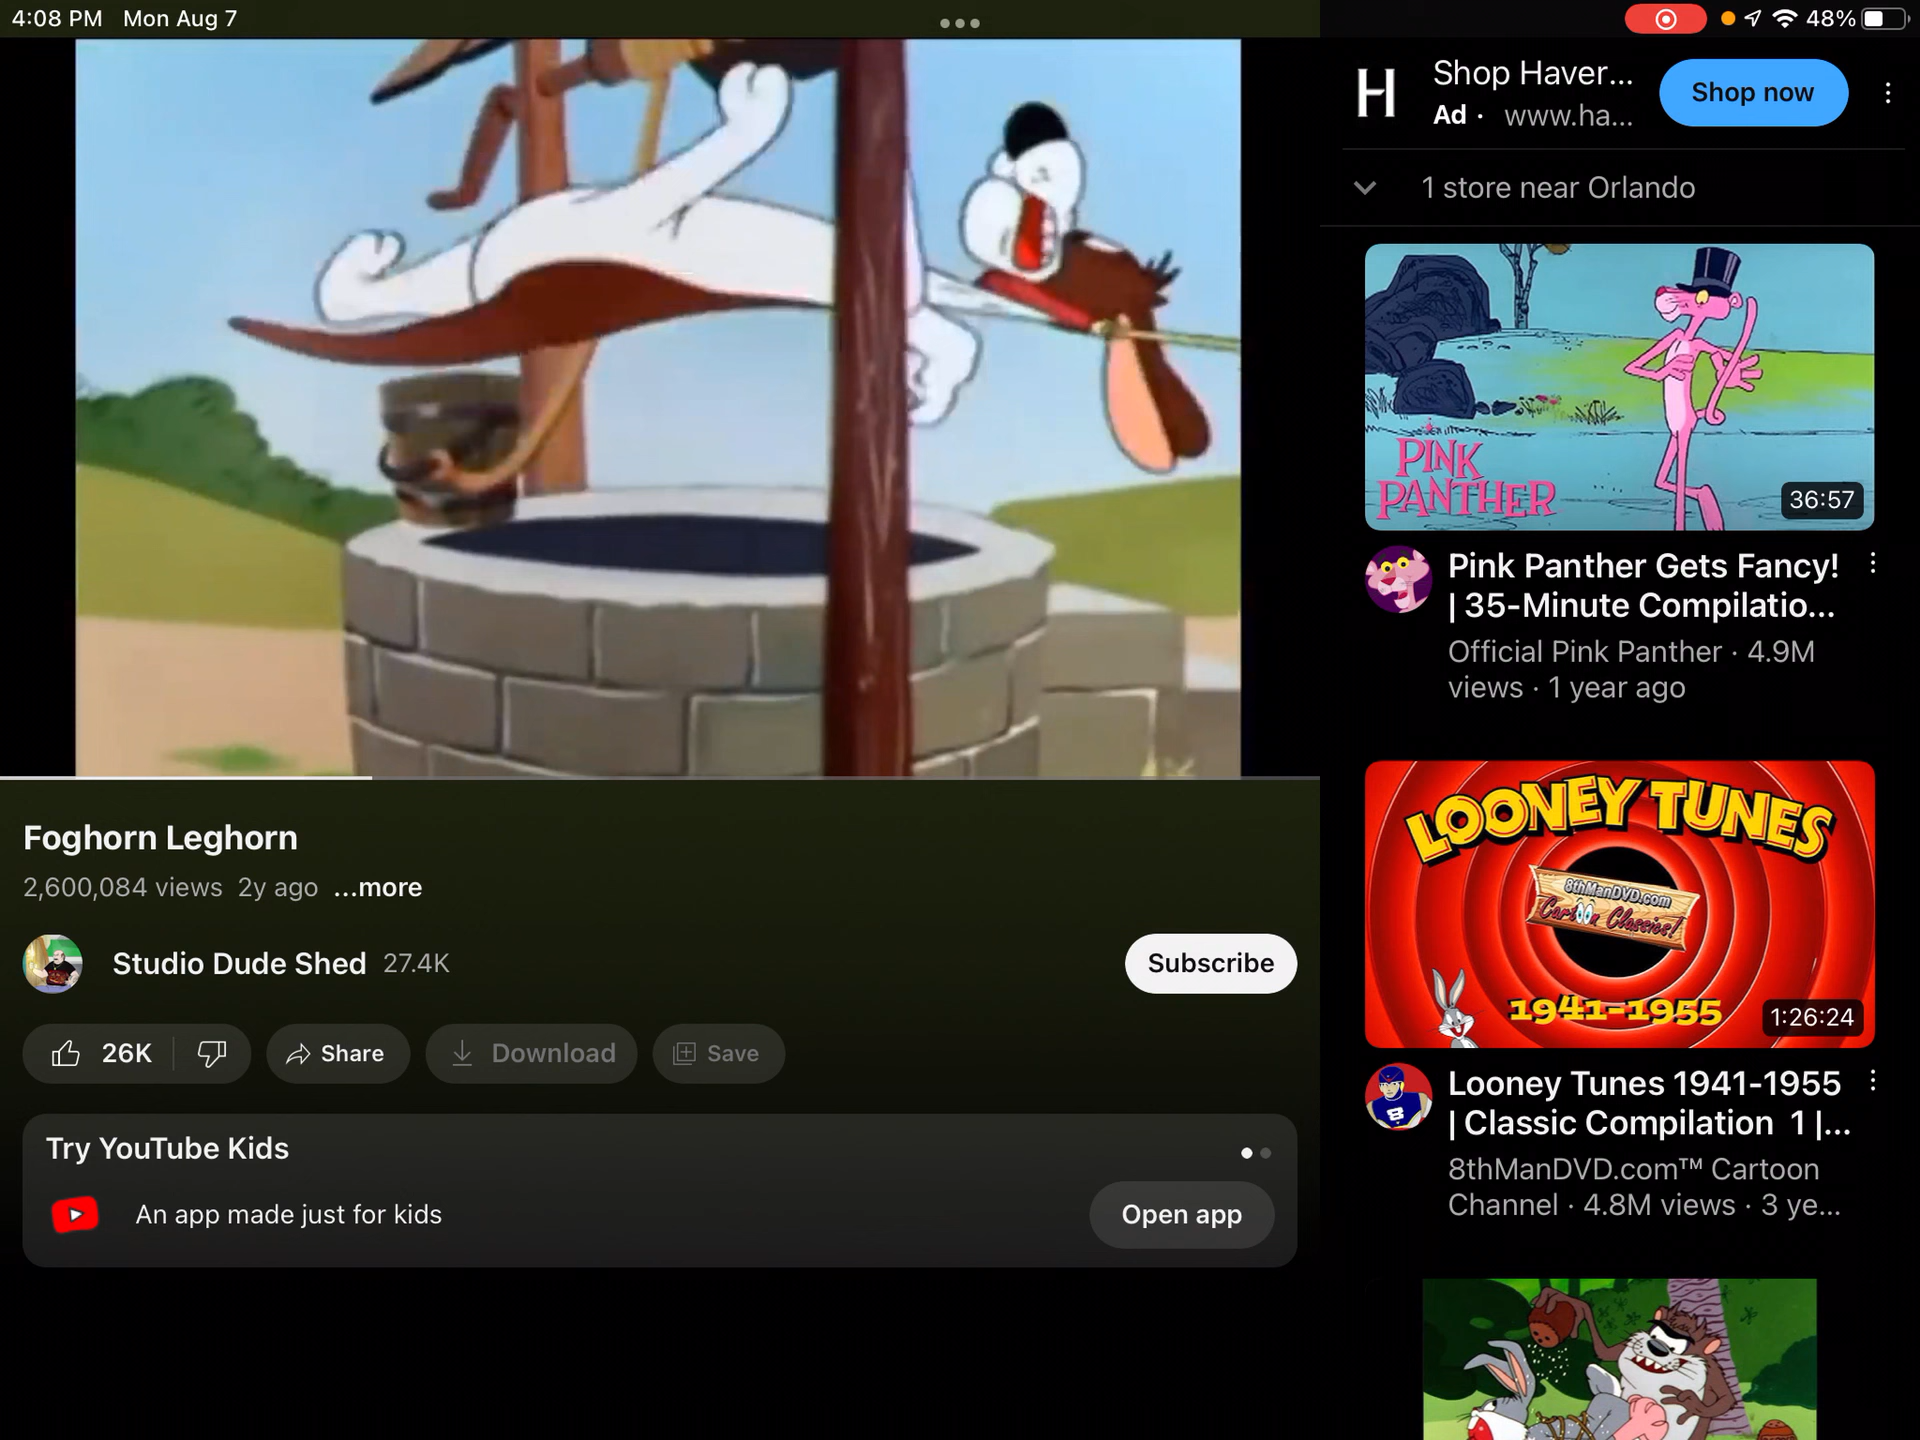 4:08 PM Mon Aug 7
48%
H
Shop Haver...
Ad · www.ha...
Shop now
1 store near Orlando
PINK
PANTHER
36:57
Pink Panther Gets Fancy!
| 35-Minute Compilatio...
Official Pink Panther · 4.9M
views · 1 year ago
Foghorn Leghorn
2,600,084 views 2y ago ...more
Studio Dude Shed 27.4K
Subscribe
26K
Share
Download
Save
Try YouTube Kids
An app made just for kids
Open app
LOONEY TUNES
8thManDVD.com
Cartoon Classics!
1941-1955
1:26:24
8
Looney Tunes 1941-1955
| Classic Compilation 1 |...
8thManDVD.com™ Cartoon
Channel · 4.8M views · 3 ye...